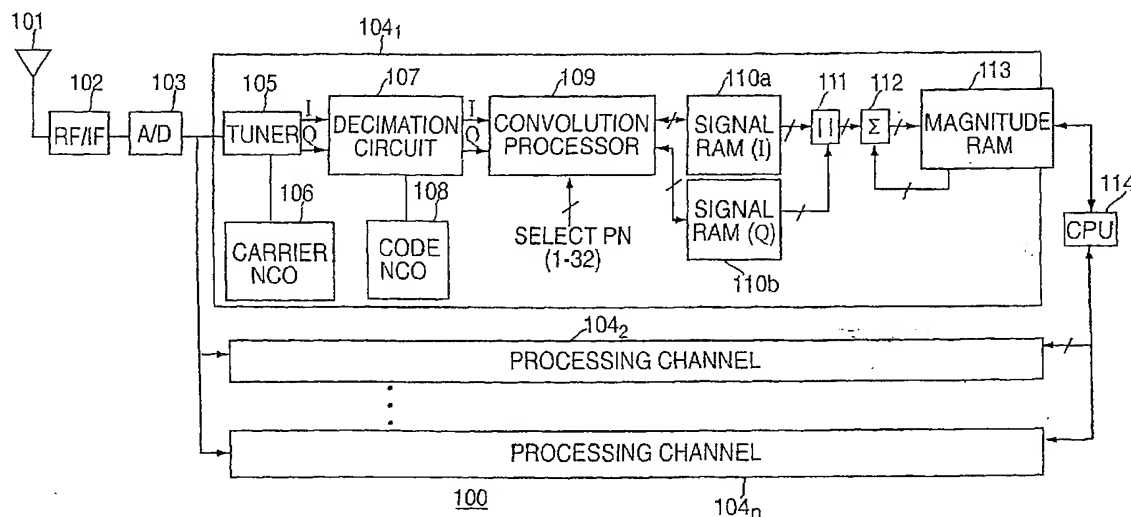 101
102
RF/IF
103
A/D
104₁
105
TUNER
I
Q
106
CARRIER
NCO
107
DECIMATION
CIRCUIT
108
CODE
NCO
I
Q
109
CONVOLUTION
PROCESSOR
SELECT PN
(1-32)
110a
SIGNAL
RAM (I)
SIGNAL
RAM (Q)
110b
111
| |
112
Σ
113
MAGNITUDE
RAM
114
CPU
104₂
PROCESSING CHANNEL
PROCESSING CHANNEL
100
104n